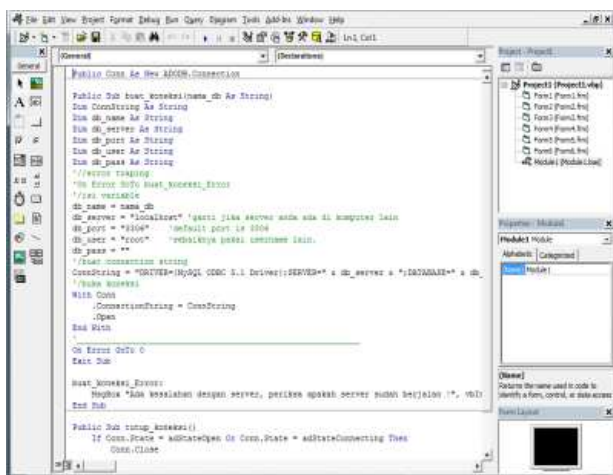 File Edit View Project Format Debug Run Query Diagram Tools Add-Ins Window Help
Ln 1, Col 1
General
(General)
(Declarations)
Public Conn As New ADODB.Connection
Public Sub buat_koneksi(nama_db As String)
Dim ConnString As String
Dim db_name As String
Dim db_server As String
Dim db_port As String
Dim db_user As String
Dim db_pass As String
'//error traping
'On Error GoTo buat_koneksi_Error
'/isi variable
db_name = nama_db
db_server = "localhost" 'ganti jika server anda ada di komputer lain
db_port = "3306" 'default port is 3306
db_user = "root" 'sebaiknya pakai username lain.
db_pass = ""
'/buat connection string
ConnString = "DRIVER={MySQL ODBC 5.1 Driver};SERVER=" & db_server & ";DATABASE=" & db_
'/buka koneksi
With Conn
.ConnectionString = ConnString
.Open
End With
On Error GoTo 0
Exit Sub
buat_koneksi_Error:
MsgBox "Ada kesalahan dengan server, periksa apakah server sudah berjalan !", vbI
End Sub
Public Sub tutup_koneksi()
If Conn.State = adStateOpen Or Conn.State = adStateConnecting Then
Conn.Close
Project - Project1
Project1 (Project1.vbp)
Form1 (Form1.frm)
Form2 (Form2.frm)
Form3 (Form3.frm)
Form4 (Form4.frm)
Form5 (Form5.frm)
Module1 (Module1.bas)
Properties - Module1
Module1 Module
Alphabetic Categorized
(Name) Module1
(Name)
Returns the name used in code to
identify a form, control, or data access
Form Layout